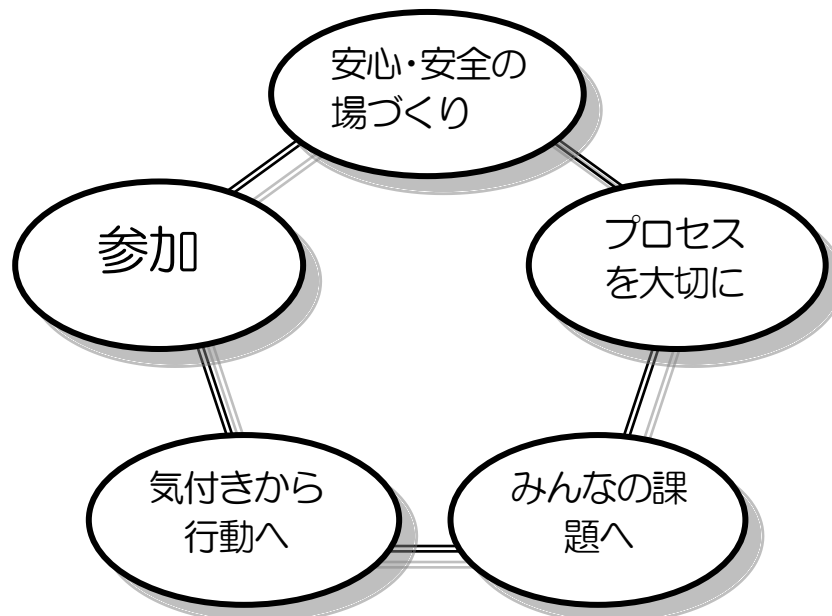 安心・安全の
場づくり
参加
プロセス
を大切に
気付きから
行動へ
みんなの課
題へ